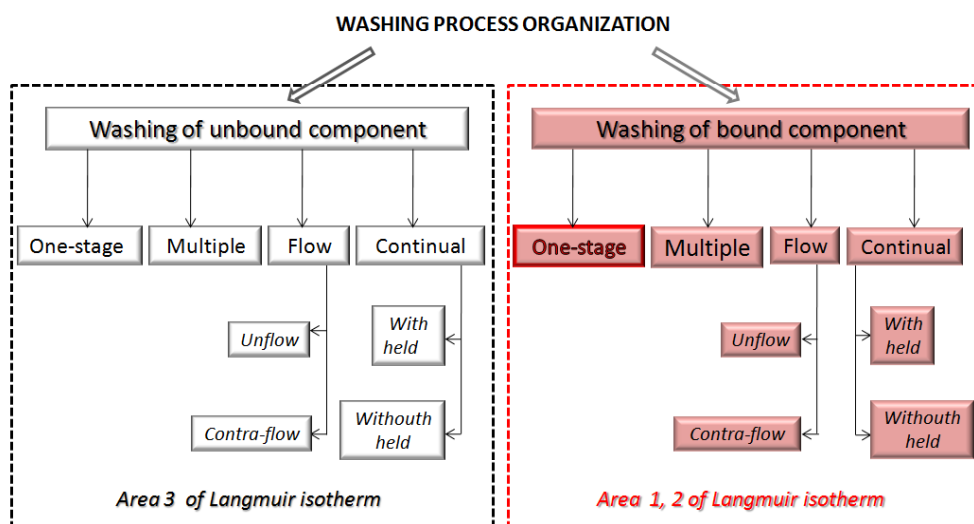 WASHING PROCESS ORGANIZATION
Washing of unbound component
One-stage
Multiple
Flow
Continual
Unflow
With
held
Contra-flow
Withouth
held
Area 3 of Langmuir isotherm
Washing of bound component
One-stage
Multiple
Flow
Continual
Unflow
With
held
Contra-flow
Withouth
held
Area 1, 2 of Langmuir isotherm